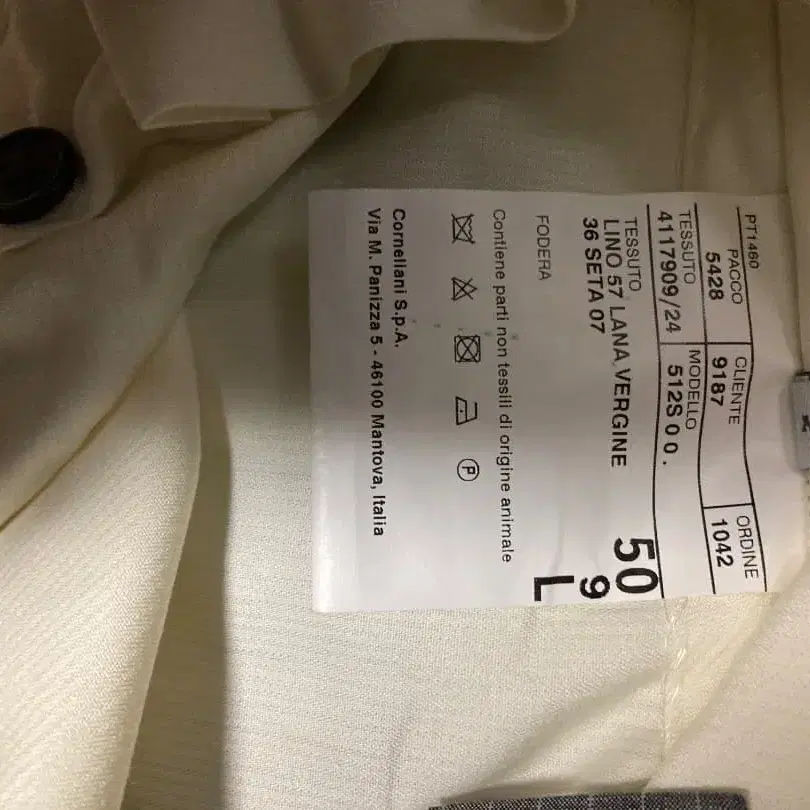 PT1460
PACCO CLIENTE ORDINE
5428 9187 1042
TESSUTO MODELLO
4117909/24 512S 0 0 .
TESSUTO
LINO 57 LANA VERGINE
36 SETA 07
50
9
L
FODERA
Contiene parti non tessili di origine animale
P
Corneliani S.p.A.
Via M. Panizza 5 - 46100 Mantova, Italia